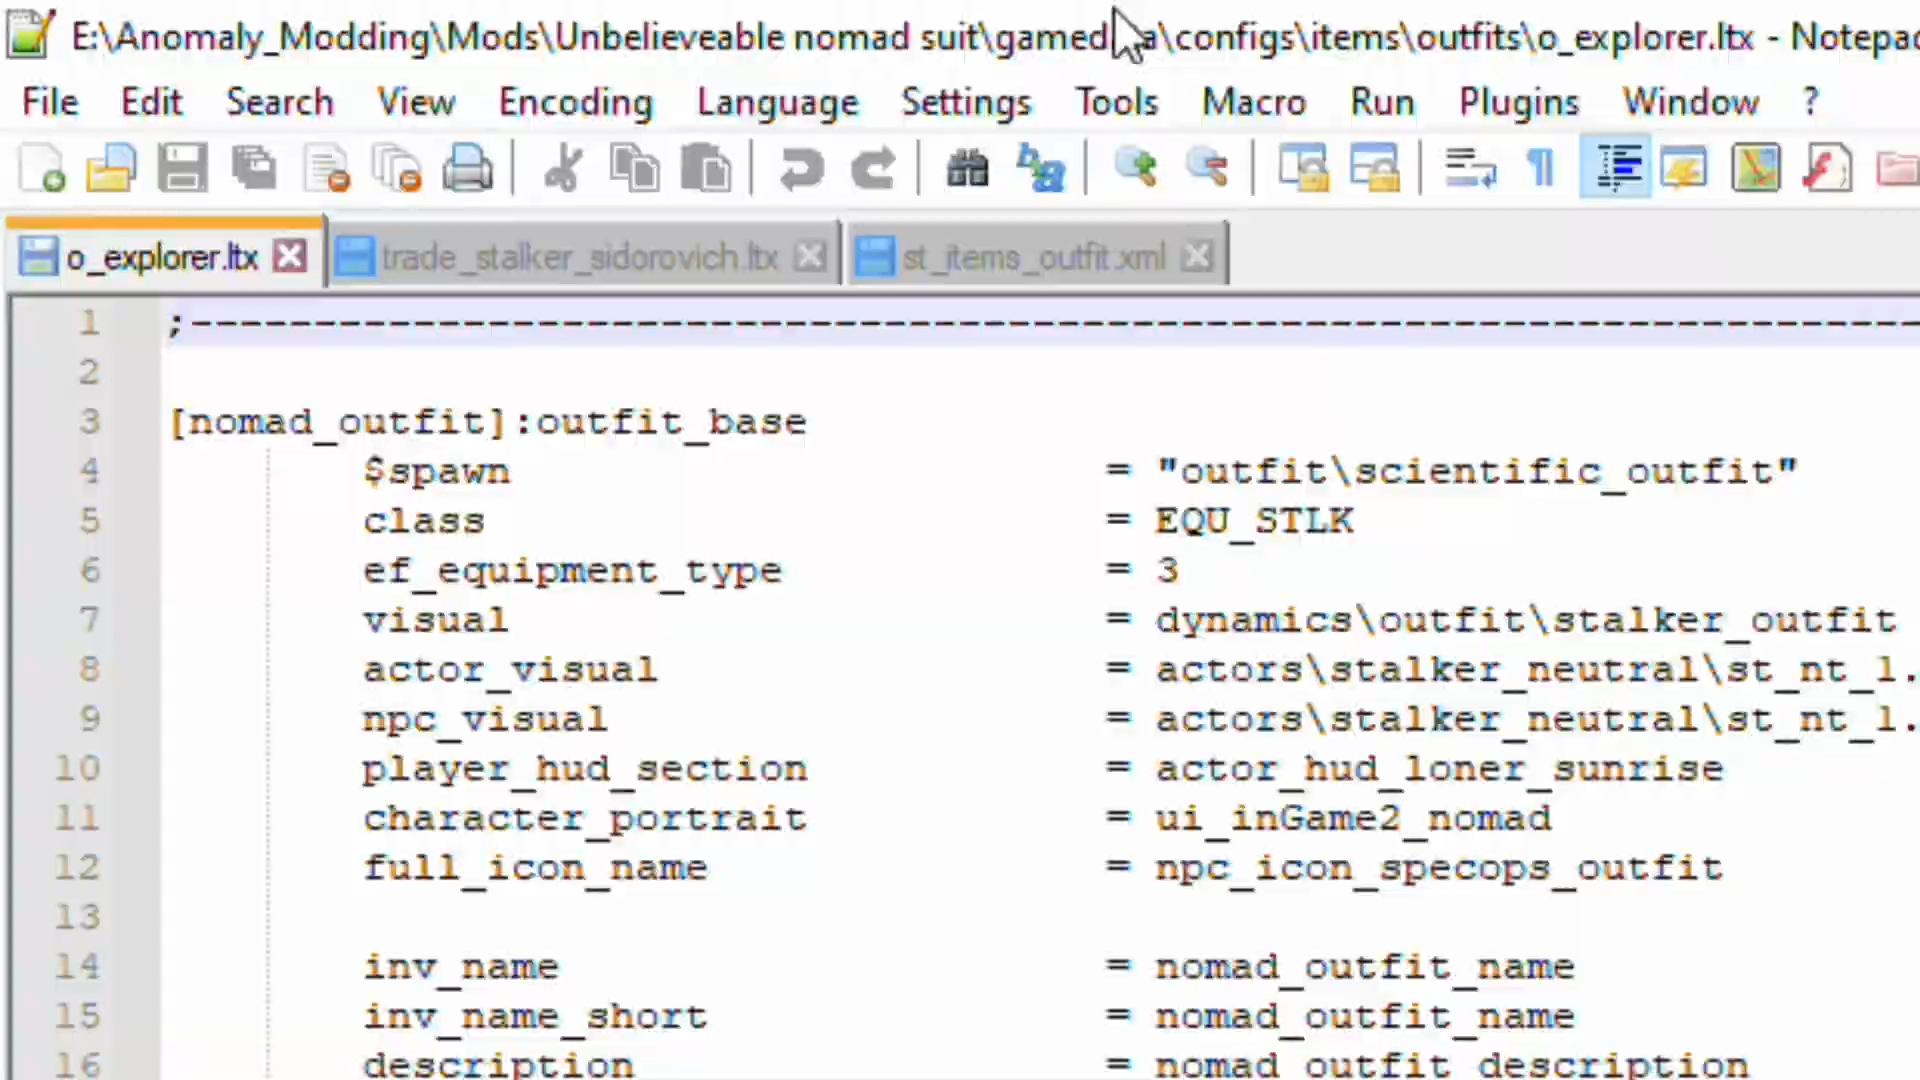 E:\Anomaly_Modding\Mods\Unbelieveable nomad suit\gamed a\configs\items\outfits\o_explorer.ltx - Notepad
File Edit Search View Encoding Language Settings Tools Macro Run Plugins Window ?
o_explorer.ltx trade_stalker_sidorovich.ltx st_items_outfit.xml
1 ;-----------------------------------------------------------------------
2
3 [nomad_outfit]:outfit_base
4 $spawn = "outfit\scientific_outfit"
5 class = EQU_STLK
6 ef_equipment_type = 3
7 visual = dynamics\outfit\stalker_outfit
8 actor_visual = actors\stalker_neutral\st_nt_1.
9 npc_visual = actors\stalker_neutral\st_nt_1.
10 player_hud_section = actor_hud_loner_sunrise
11 character_portrait = ui_inGame2_nomad
12 full_icon_name = npc_icon_specops_outfit
13
14 inv_name = nomad_outfit_name
15 inv_name_short = nomad_outfit_name
16 description = nomad_outfit_description